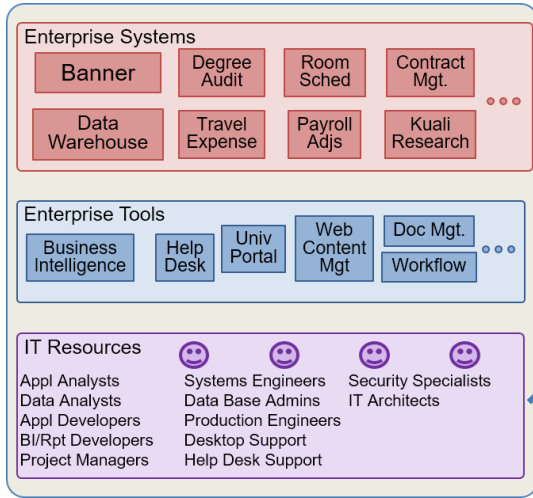 Enterprise Systems
Banner
Degree
Audit
Room
Sched
Contract
Mgt.
Data
Warehouse
Travel
Expense
Payroll
Adjs
Kuali
Research
Enterprise Tools
Business
Intelligence
Help
Desk
Univ
Portal
Web
Content
Mgt
Doc Mgt.
Workflow
IT Resources
Appl Analysts
Data Analysts
Appl Developers
BI/Rpt Developers
Project Managers
Systems Engineers
Data Base Admins
Production Engineers
Desktop Support
Help Desk Support
Security Specialists
IT Architects